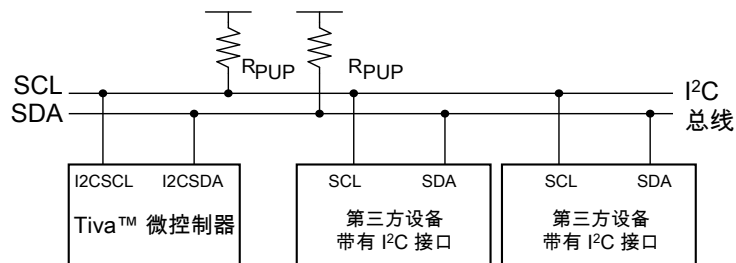 RPUP
RPUP
SCL
SDA
I²C
总线
I2CSCL
I2CSDA
SCL
SDA
SCL
SDA
Tiva™ 微控制器
第三方设备
带有 I²C 接口
第三方设备
带有 I²C 接口